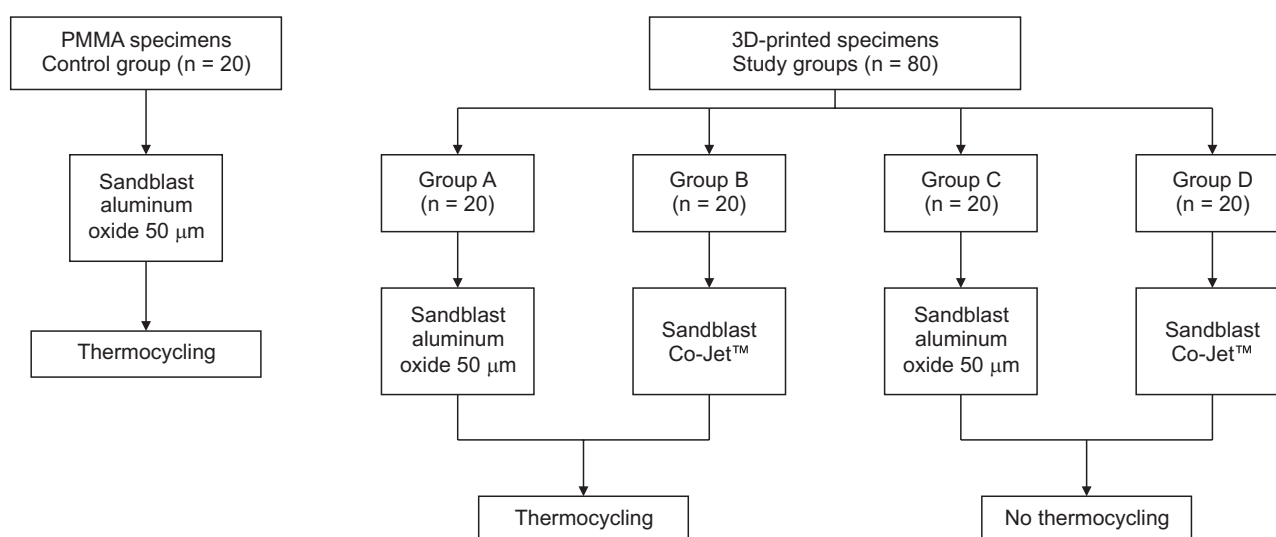 PMMA specimens
Control group (n = 20)
Sandblast
aluminum
oxide 50 μm
Thermocycling
3D-printed specimens
Study groups (n = 80)
Group A
(n = 20)
Group B
(n = 20)
Group C
(n = 20)
Group D
(n = 20)
Sandblast
aluminum
oxide 50 μm
Sandblast
Co-Jet™
Sandblast
aluminum
oxide 50 μm
Sandblast
Co-Jet™
Thermocycling
No thermocycling